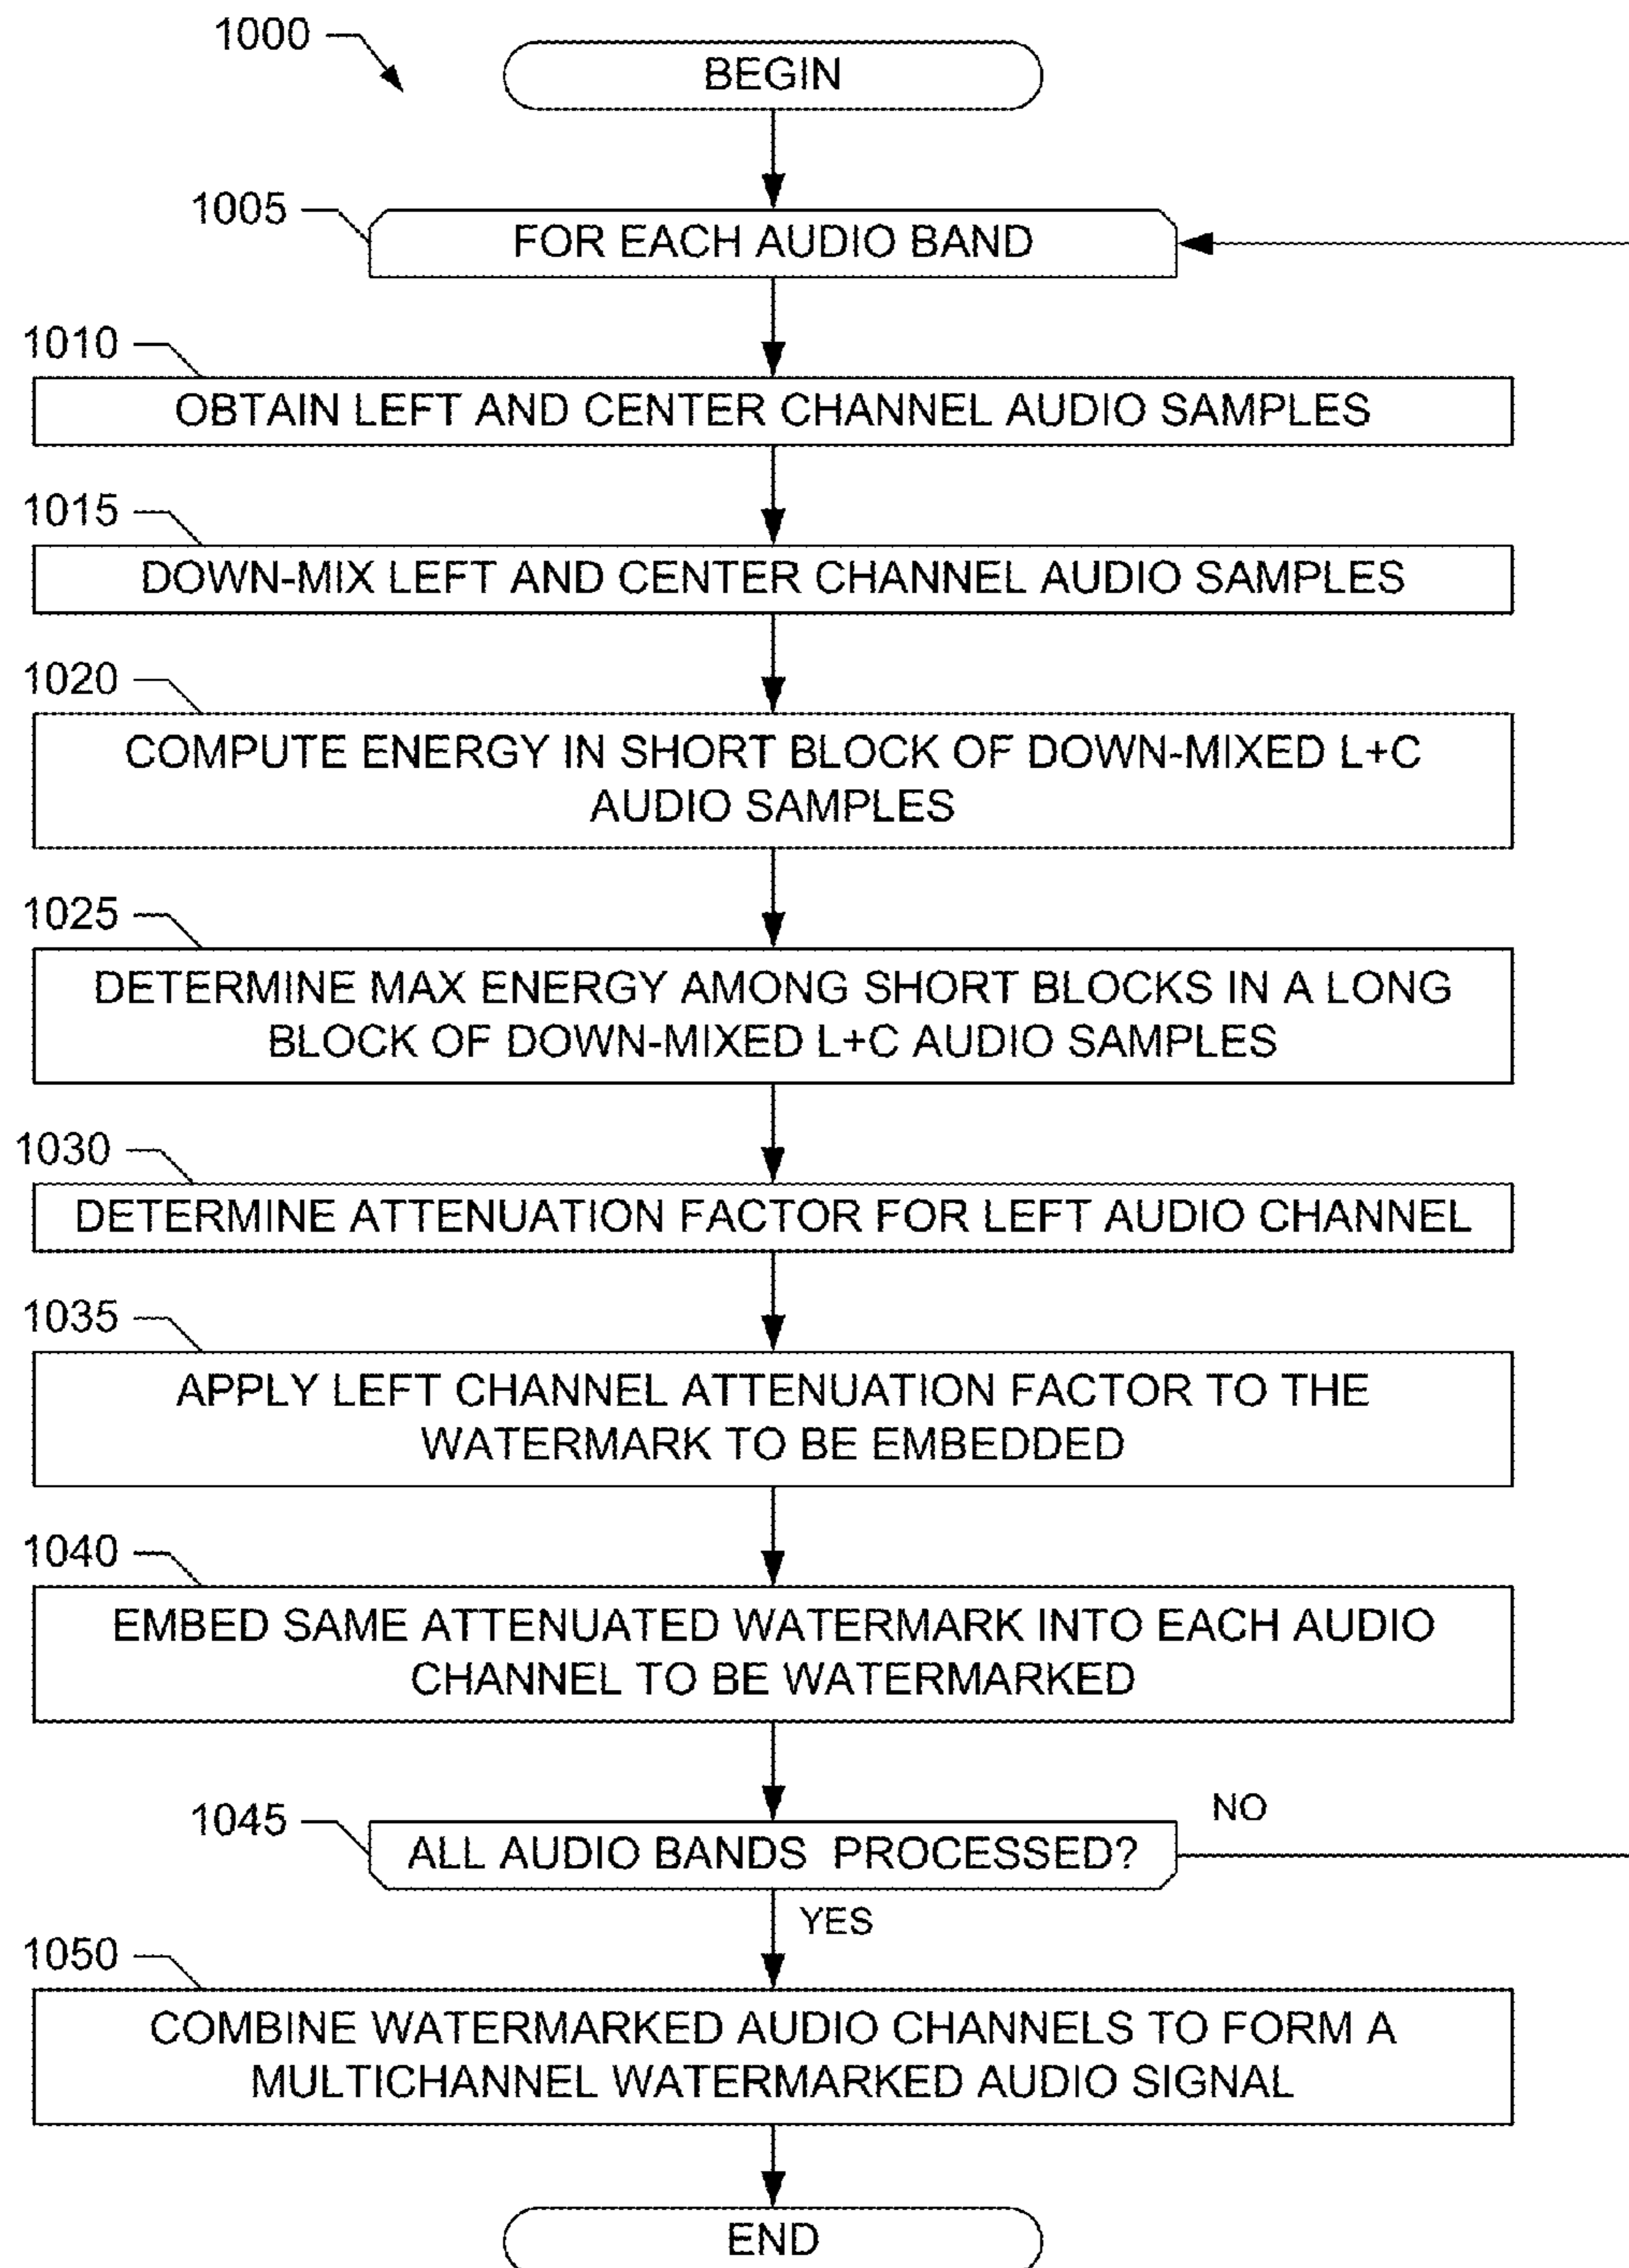 1000
BEGIN
1005
FOR EACH AUDIO BAND
1010
OBTAIN LEFT AND CENTER CHANNEL AUDIO SAMPLES
1015
DOWN-MIX LEFT AND CENTER CHANNEL AUDIO SAMPLES
1020
COMPUTE ENERGY IN SHORT BLOCK OF DOWN-MIXED L+C
AUDIO SAMPLES
1025
DETERMINE MAX ENERGY AMONG SHORT BLOCKS IN A LONG
BLOCK OF DOWN-MIXED L+C AUDIO SAMPLES
1030
DETERMINE ATTENUATION FACTOR FOR LEFT AUDIO CHANNEL
1035
APPLY LEFT CHANNEL ATTENUATION FACTOR TO THE
WATERMARK TO BE EMBEDDED
1040
EMBED SAME ATTENUATED WATERMARK INTO EACH AUDIO
CHANNEL TO BE WATERMARKED
1045
ALL AUDIO BANDS PROCESSED?
NO
YES
1050
COMBINE WATERMARKED AUDIO CHANNELS TO FORM A
MULTICHANNEL WATERMARKED AUDIO SIGNAL
END